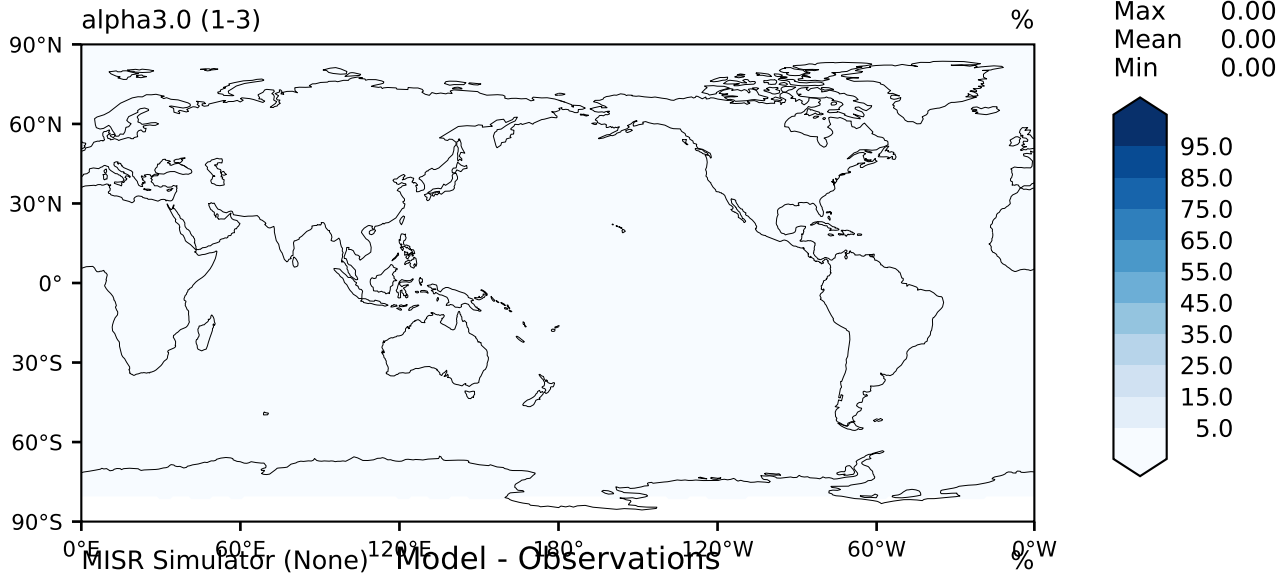 alpha3.0 (1-3) %
Max 0.00
Mean 0.00
Min 0.00
90°N
60°N
30°N
0°
30°S
60°S
90°S
95.0
85.0
75.0
65.0
55.0
45.0
35.0
25.0
15.0
5.0
0°E 60°E 120°E 180° 120°W 60°W 0°W
MISR Simulator (None) Model - Observations %